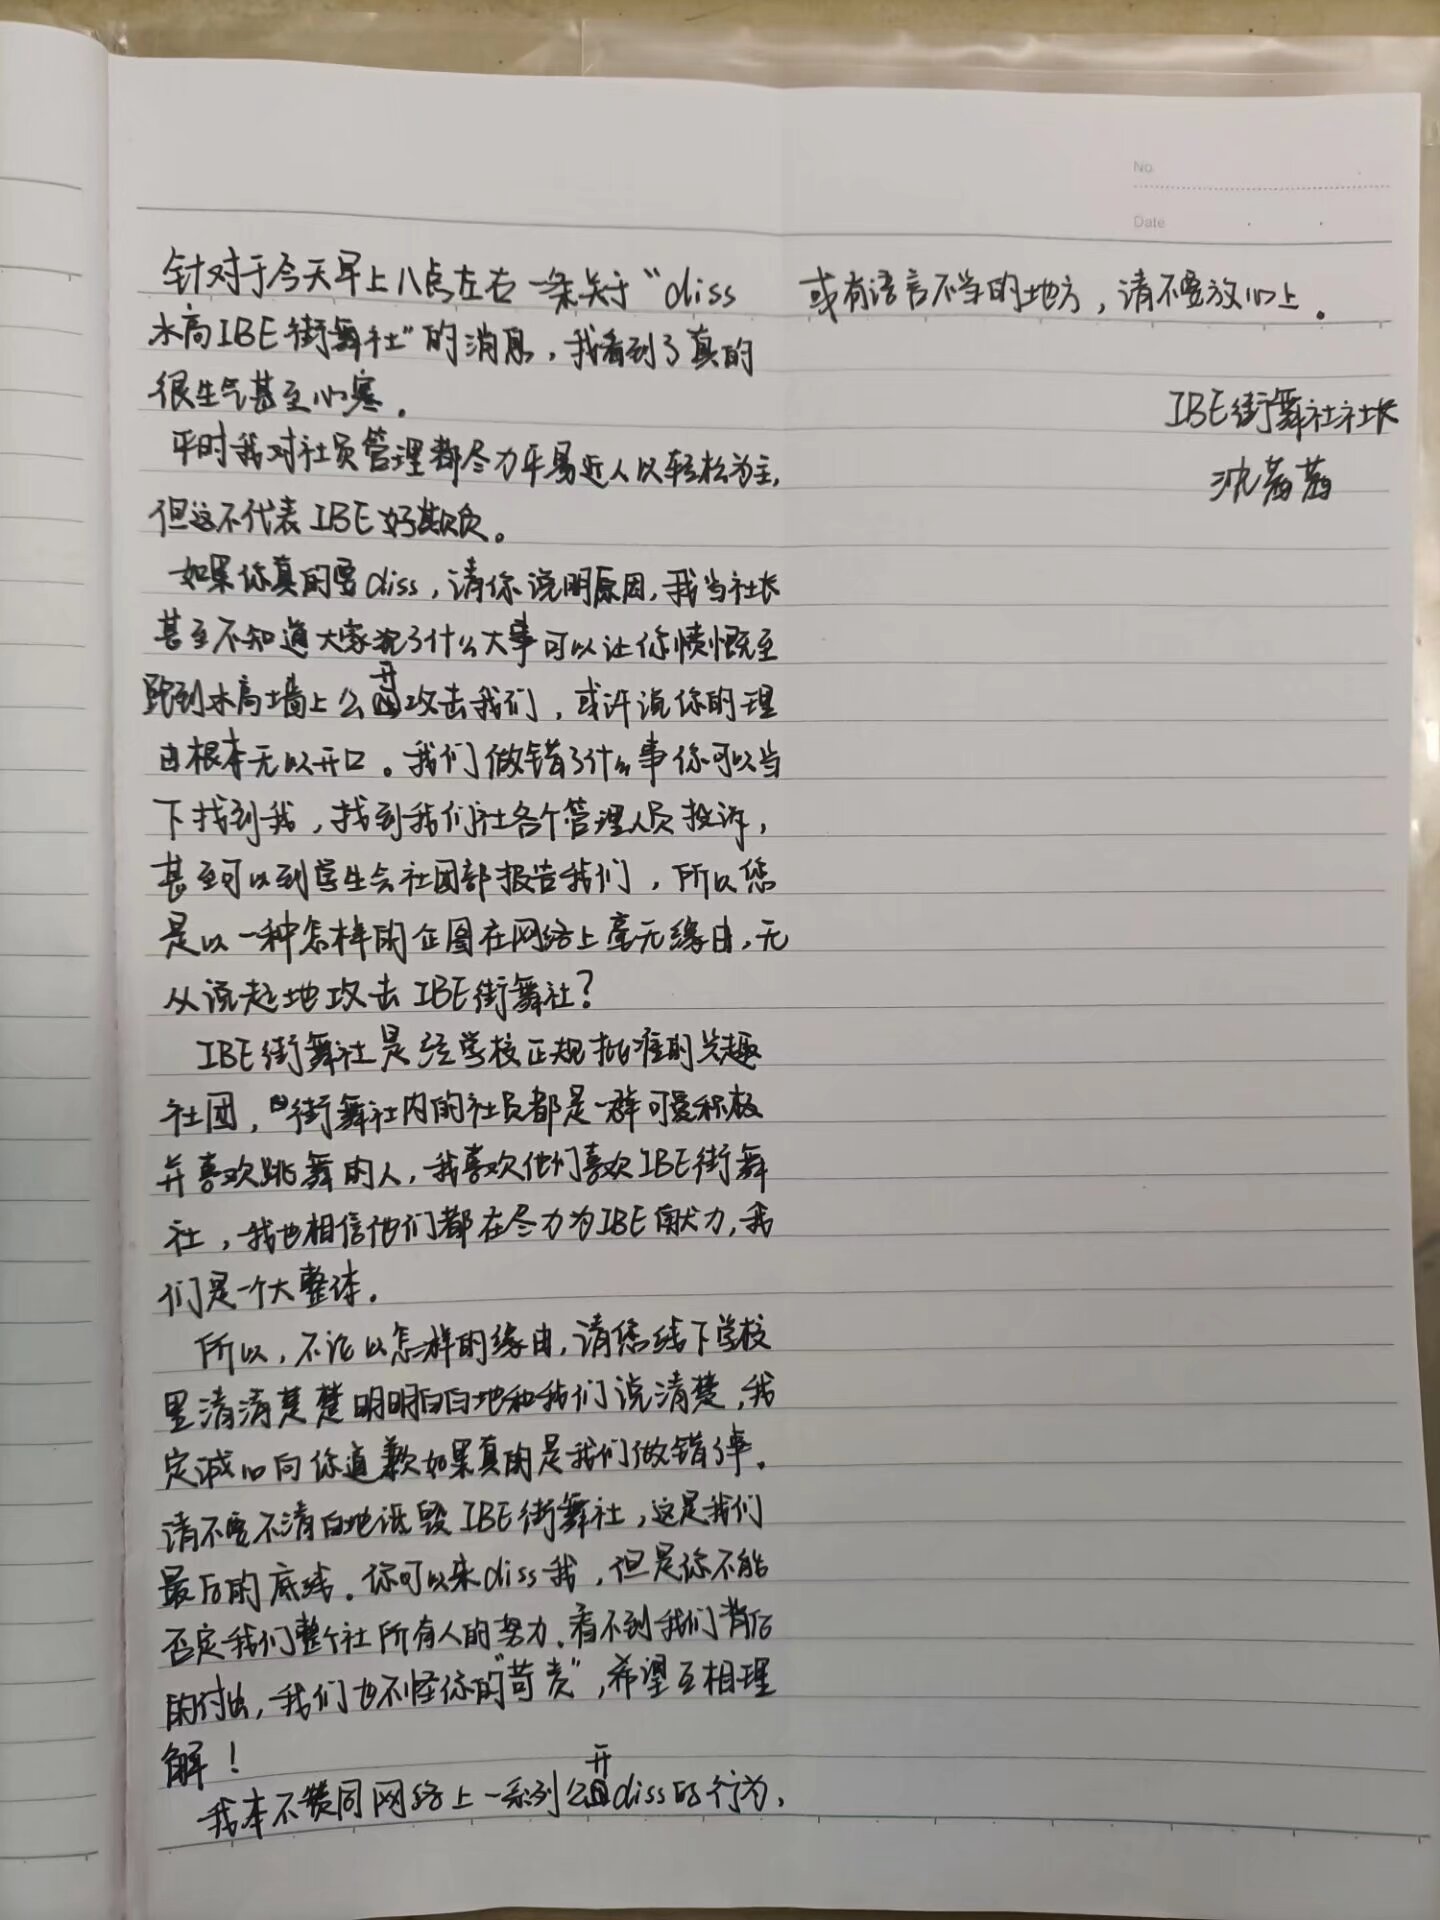 No.
Date
针对于今天早上八点左右一条关于“diss
水高IBE街舞社”的消息，我看到了真的
很生气甚至心寒。
平时我对社员管理都尽力平易近人以轻松为主，
但这不代表IBE好欺负。
如果你真的要diss，请你说明原因，我当社长
甚至不知道大家犯了什么大事可以让你愤慨至
跑到水高墙上公开攻击我们，或许说你的理
由根本无以开口。我们做错了什么事你可以当
下找到我，找到我们社各个管理人员投诉，
甚至可以到学生会社团部报告我们，所以您
是以一种怎样的企图在网络上毫无缘由，无
从说起地攻击IBE街舞社？
IBE街舞社是经学校正规批准的兴趣
社团，街舞社内的社员都是一群可爱积极
并喜欢跳舞的人，我喜欢他们喜欢IBE街舞
社，我也相信他们都在尽力为IBE献力，我
们是一个大整体。
所以，不论以怎样的缘由，请您线下学校
里清清楚楚明明白白地和我们说清楚，我
定诚心向你道歉如果真的是我们做错了事。
请不要不清白地诋毁IBE街舞社，这是我们
最后的底线。你可以来diss我，但是你不能
否定我们整个社所有人的努力。看不到我们背后
的付出，我们也不怪你的“苛责”，希望互相理
解！
我本不赞同网络上一系列公开diss的行为，
或有语言不当的地方，请不要放心上。
IBE街舞社社长
沈